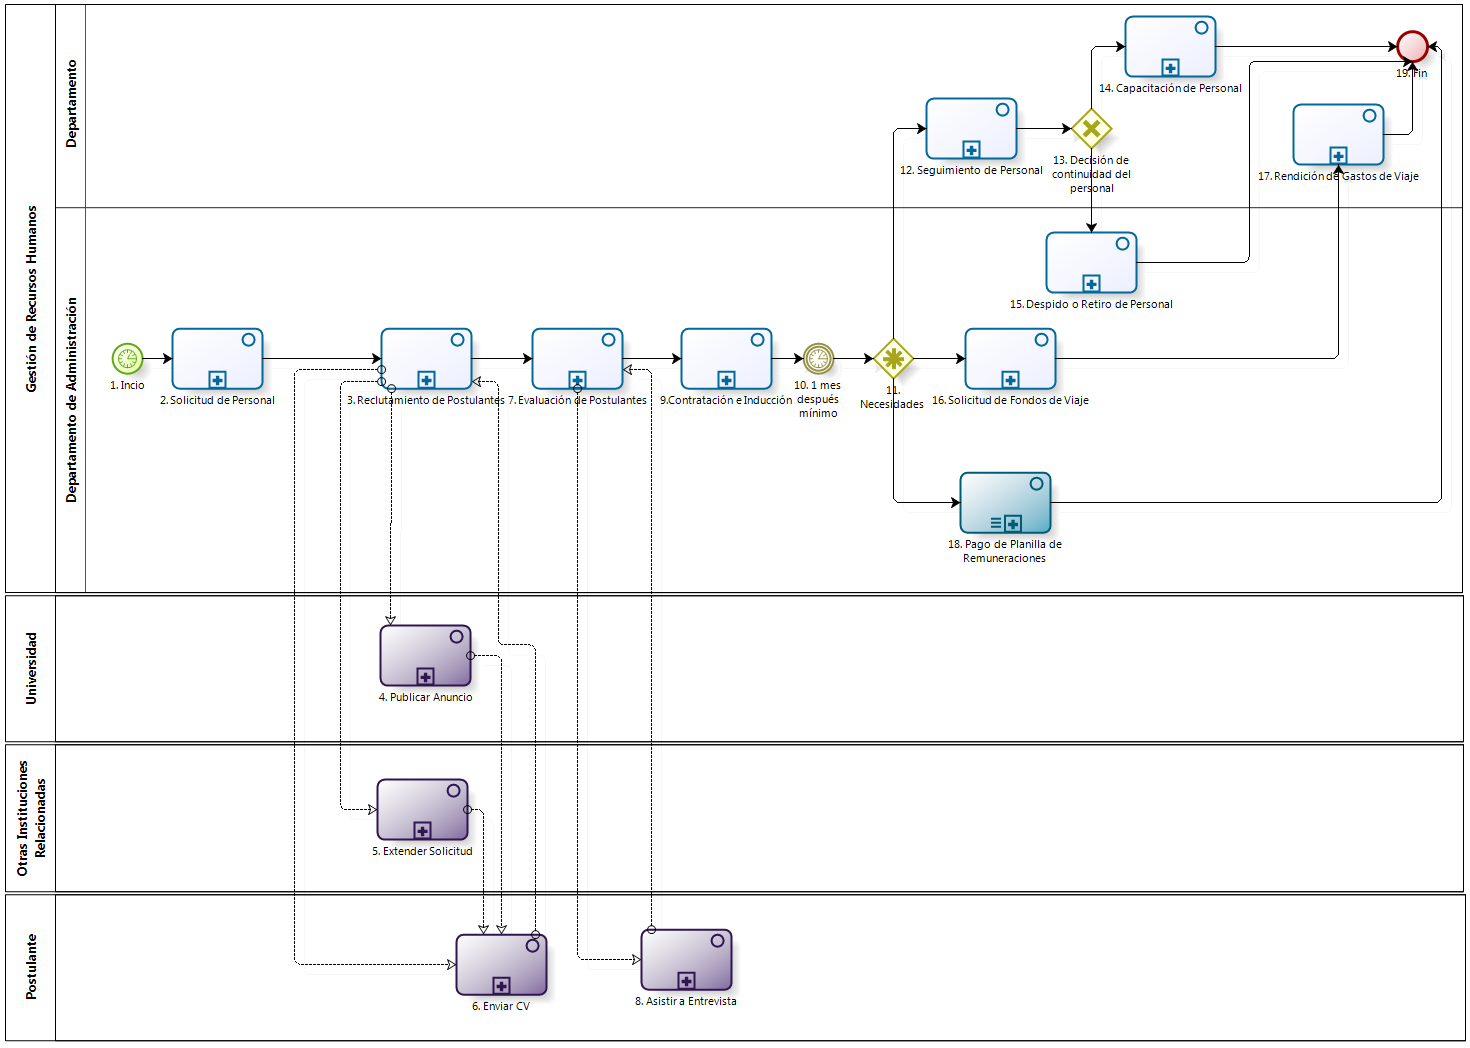 Gestión de Recursos Humanos
Departamento
14. Capacitación de Personal
19. Fin
12. Seguimiento de Personal
13. Decisión de
continuidad del
personal
17. Rendición de Gastos de Viaje
Departamento de Administración
15. Despido o Retiro de Personal
1. Incio
2. Solicitud de Personal
3. Reclutamiento de Postulantes
7. Evaluación de Postulantes
9.Contratación e Inducción
10. 1 mes
después
mínimo
11.
Necesidades
16. Solicitud de Fondos de Viaje
18. Pago de Planilla de
Remuneraciones
Universidad
4. Publicar Anuncio
Otras Instituciones
Relacionadas
5. Extender Solicitud
Postulante
6. Enviar CV
8. Asistir a Entrevista